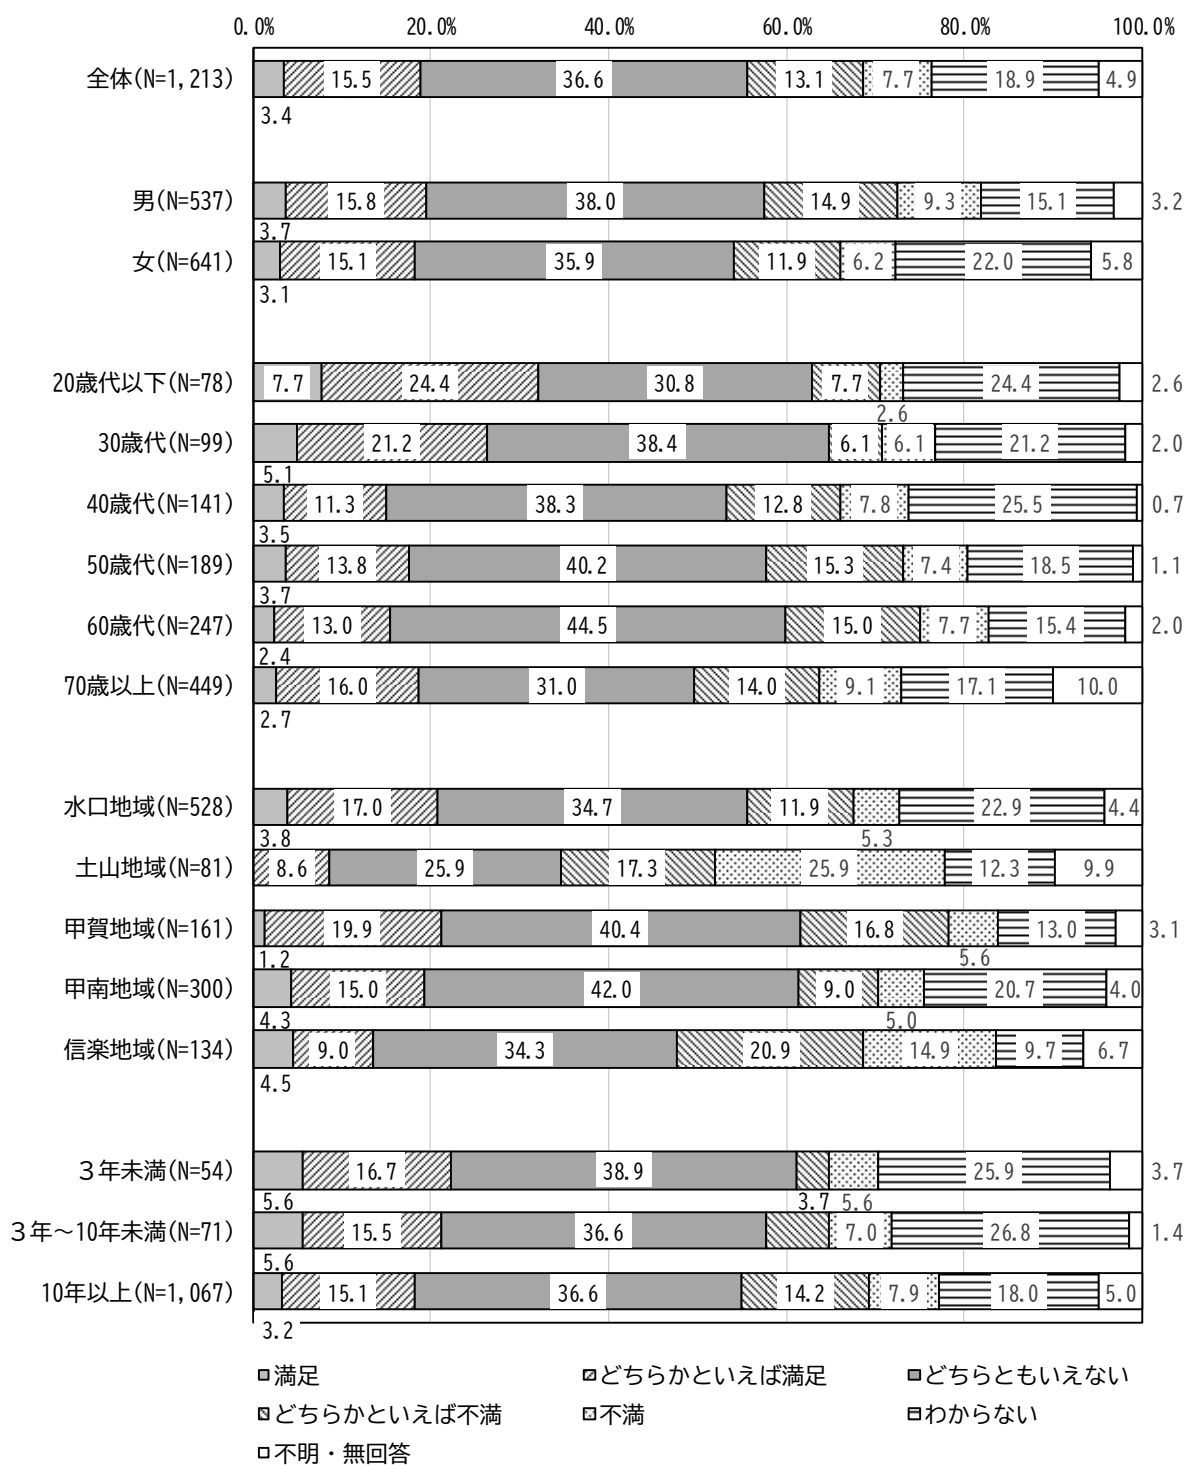 0.0% 20.0% 40.0% 60.0% 80.0% 100.0%
全体(N=1,213) 15.5 36.6 13.1 7.7 18.9 4.9
3.4
男(N=537) 15.8 38.0 14.9 9.3 15.1 3.2
3.7
女(N=641) 15.1 35.9 11.9 6.2 22.0 5.8
3.1
20歳代以下(N=78) 7.7 24.4 30.8 7.7 24.4 2.6
2.6
30歳代(N=99) 21.2 38.4 6.1 6.1 21.2 2.0
5.1
40歳代(N=141) 11.3 38.3 12.8 7.8 25.5 0.7
3.5
50歳代(N=189) 13.8 40.2 15.3 7.4 18.5 1.1
3.7
60歳代(N=247) 13.0 44.5 15.0 7.7 15.4 2.0
2.4
70歳以上(N=449) 16.0 31.0 14.0 9.1 17.1 10.0
2.7
水口地域(N=528) 17.0 34.7 11.9 22.9 4.4
3.8 5.3
土山地域(N=81) 8.6 25.9 17.3 25.9 12.3 9.9
甲賀地域(N=161) 19.9 40.4 16.8 13.0 3.1
1.2 5.6
甲南地域(N=300) 15.0 42.0 9.0 20.7 4.0
4.3 5.0
信楽地域(N=134) 9.0 34.3 20.9 14.9 9.7 6.7
4.5
３年未満(N=54) 16.7 38.9 25.9 3.7
5.6 3.7 5.6
３年～10年未満(N=71) 15.5 36.6 7.0 26.8 1.4
5.6
10年以上(N=1,067) 15.1 36.6 14.2 7.9 18.0 5.0
3.2
満足 どちらかといえば満足 どちらともいえない
どちらかといえば不満 不満 わからない
不明・無回答